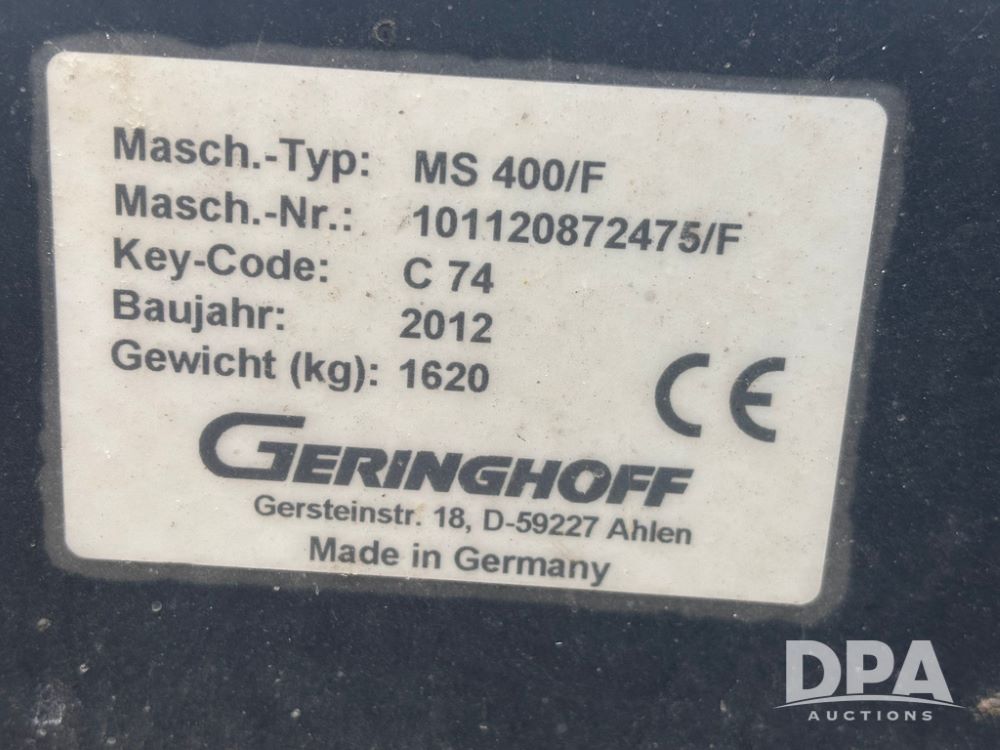 Masch.-Typ: MS 400/F
Masch.-Nr.: 101120872475/F
Key-Code: C 74
Baujahr: 2012
Gewicht (kg): 1620
CE
GERINGHOFF
Gersteinstr. 18, D-59227 Ahlen
Made in Germany
DPA
AUCTIONS